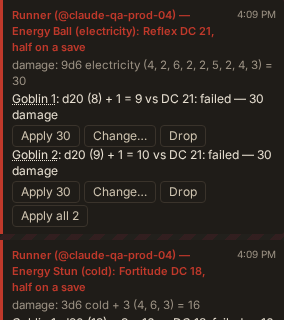 Runner (@claude-qa-prod-04) — 4:09 PM
Energy Ball (electricity): Reflex DC 21,
half on a save
damage: 9d6 electricity (4, 2, 6, 2, 2, 5, 2, 4, 3) =
30
Goblin 1: d20 (8) + 1 = 9 vs DC 21: failed — 30
damage
Apply 30 Change... Drop
Goblin 2: d20 (9) + 1 = 10 vs DC 21: failed — 30
damage
Apply 30 Change... Drop
Apply all 2
Runner (@claude-qa-prod-04) — 4:09 PM
Energy Stun (cold): Fortitude DC 18,
half on a save
damage: 3d6 cold + 3 (4, 6, 3) = 16